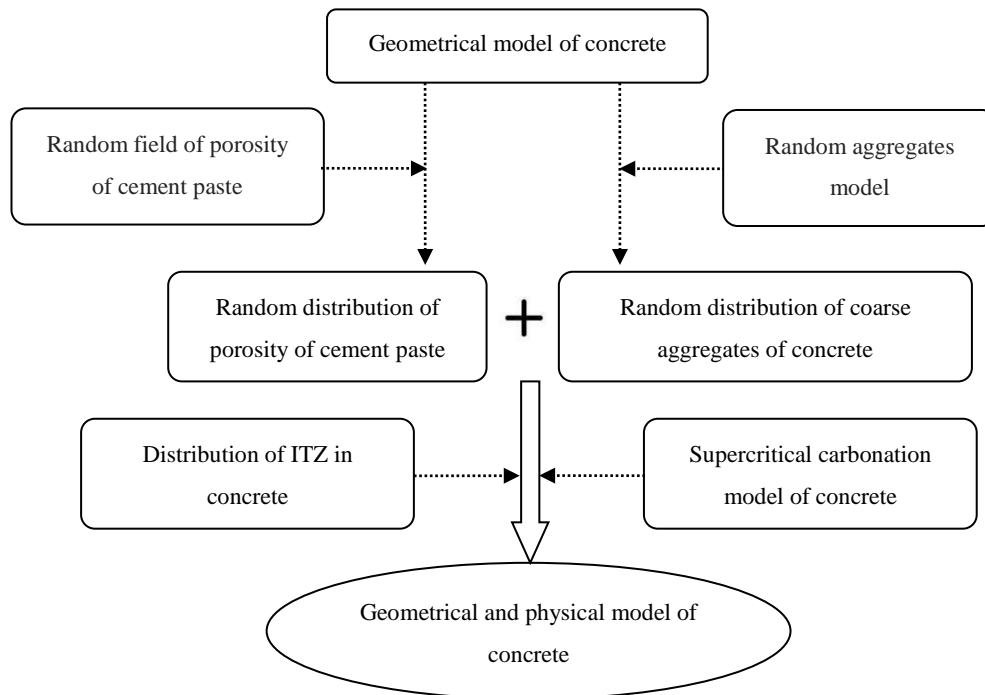 Geometrical model of concrete
Random field of porosity
of cement paste
Random aggregates
model
Random distribution of
porosity of cement paste
+
Random distribution of coarse
aggregates of concrete
Distribution of ITZ in
concrete
Supercritical carbonation
model of concrete
Geometrical and physical model of
concrete